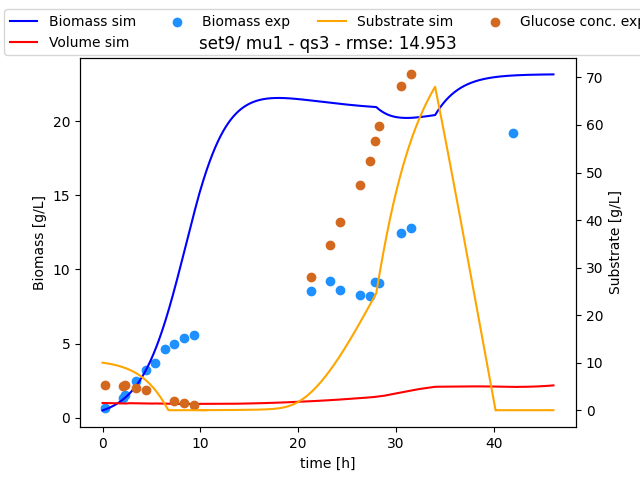 Biomass sim
Biomass exp
Substrate sim
Glucose conc. exp
Volume sim
set9/ mu1 - qs3 - rmse: 14.953
Biomass [g/L]
0
5
10
15
20
0
10
20
30
40
50
60
70
Substrate [g/L]
0
10
20
30
40
time [h]